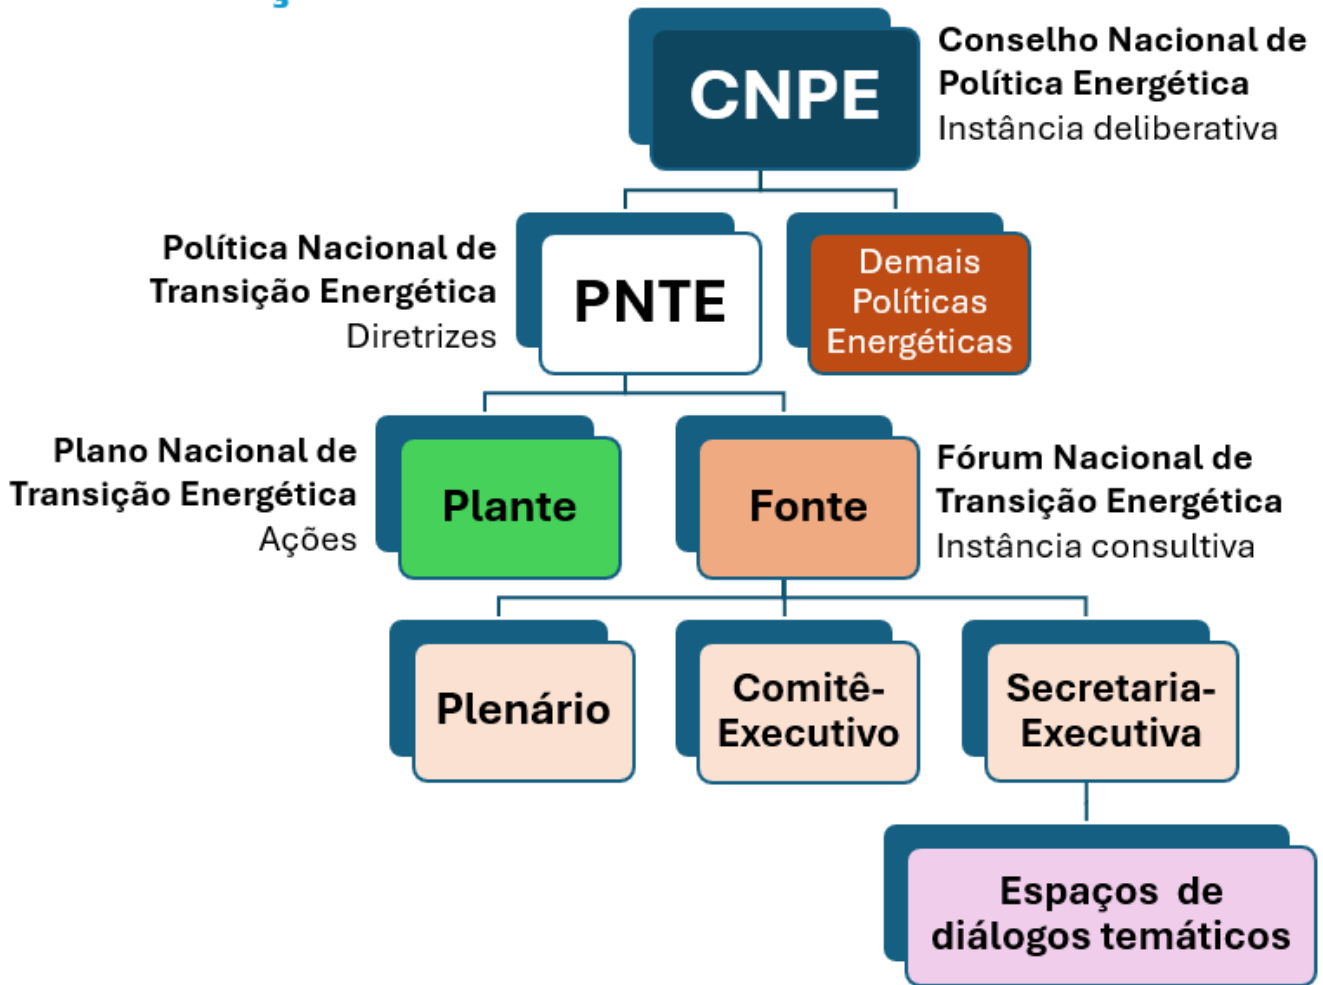 CNPE
Conselho Nacional de
Política Energética
Instância deliberativa
Política Nacional de
Transição Energética
Diretrizes
PNTE
Demais
Políticas
Energéticas
Plano Nacional de
Transição Energética
Ações
Plante
Fonte
Fórum Nacional de
Transição Energética
Instância consultiva
Plenário
Comitê-
Executivo
Secretaria-
Executiva
Espaços de
diálogos temáticos